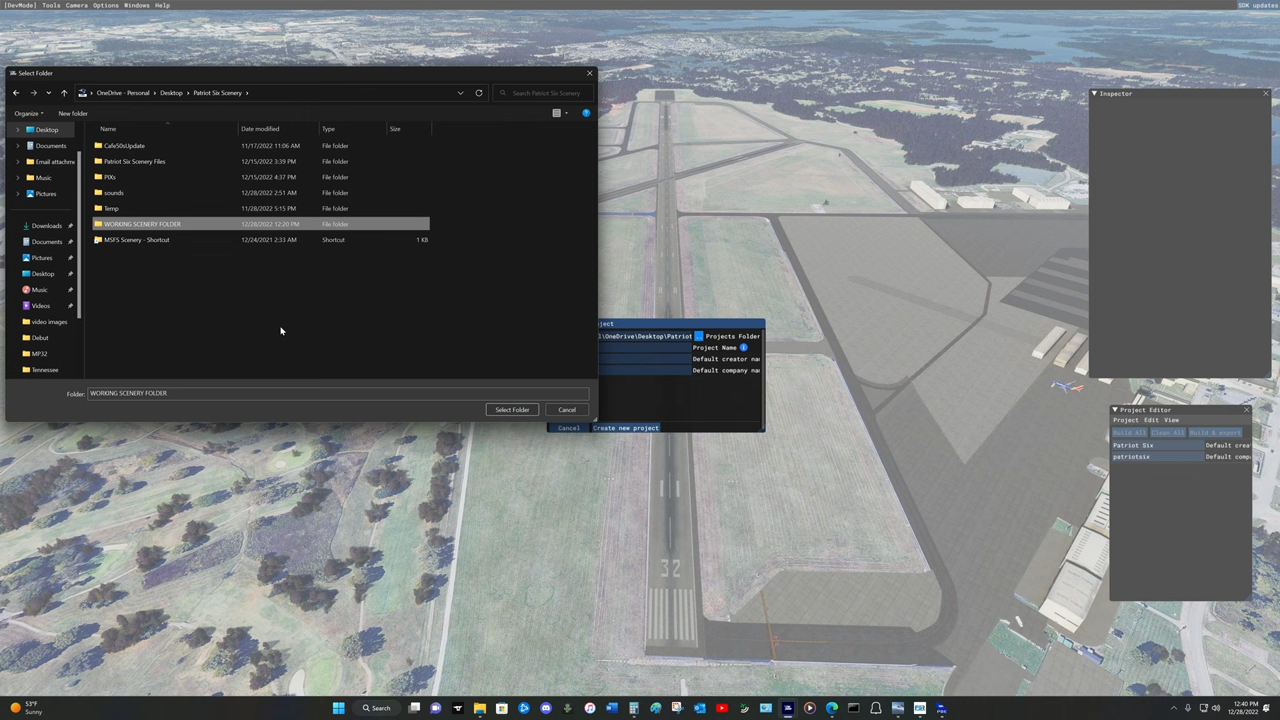 [DevMode] Tools Camera Options Windows Help
SDK updates
Select Folder
OneDrive - Personal > Desktop > Patriot Six Scenery >
Search Patriot Six Scenery
Organize
New folder
Name
Date modified
Type
Size
Desktop
Documents
Email attachme
Music
Pictures
Downloads
Documents
Pictures
Desktop
Music
Videos
video images
Debut
MP32
Tennessee
Cafe50sUpdate 11/17/2022 11:06 AM File folder
Patriot Six Scenery Files 12/15/2022 3:39 PM File folder
PIXs 12/15/2022 4:37 PM File folder
sounds 12/28/2022 2:51 AM File folder
Temp 11/28/2022 5:15 PM File folder
WORKING SCENERY FOLDER 12/28/2022 12:20 PM File folder
MSFS Scenery - Shortcut 12/24/2021 2:33 AM Shortcut 1 KB
Folder: WORKING SCENERY FOLDER
Select Folder
Cancel
oject
l\OneDrive\Desktop\Patriot ... Projects Folder
Project Name
Default creator na
Default company na
Cancel
Create new project
Inspector
Project Editor
Project Edit View
Build All Clean All Build & export
Patriot Six Default crea
patriotsix Default comp
32
53°F
Sunny
Search
12:40 PM
12/28/2022